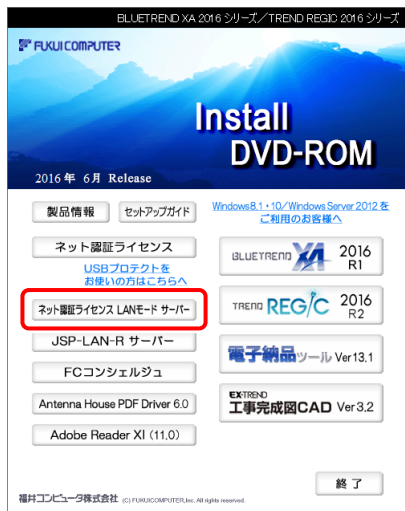 BLUETREND XA 2016 シリーズ／TREND REGIC 2016 シリーズ
FUKUI COMPUTER
Install
DVD-ROM
2016 年 6月 Release
製品情報
セットアップガイド
Windows8.1・10／Windows Server 2012 を
ご利用のお客様へ
ネット認証ライセンス
USBプロテクトを
お使いの方はこちらへ
ネット認証ライセンス LANモード サーバー
JSP-LAN-R サーバー
FCコンシェルジュ
Antenna House PDF Driver 6.0
Adobe Reader XI (11.0)
BLUETREND XA 2016
R1
TREND REGIC 2016
R2
電子納品ツール Ver13.1
EX-TREND
工事完成図CAD Ver3.2
終了
福井コンピュータ株式会社 (C) FUKUICOMPUTER,Inc. All rights reserved.